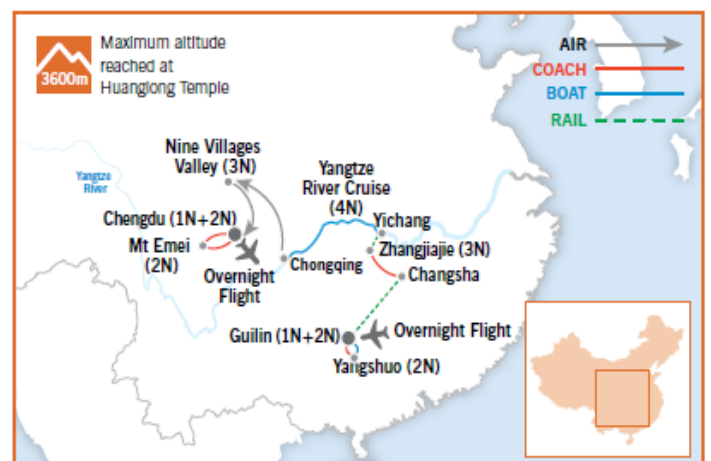 Maximum altitude
reached at
Huanglong Temple
3600m
AIR
COACH
BOAT
RAIL
Nine Villages
Valley (3N)
Yangtze
River
Yangtze
River Cruise
(4N)
Yichang
Chengdu (1N+2N)
Mt Emei
(2N)
Zhangjiajie (3N)
Chongqing
Overnight
Flight
Changsha
Guilin (1N+2N)
Overnight Flight
Yangshuo (2N)